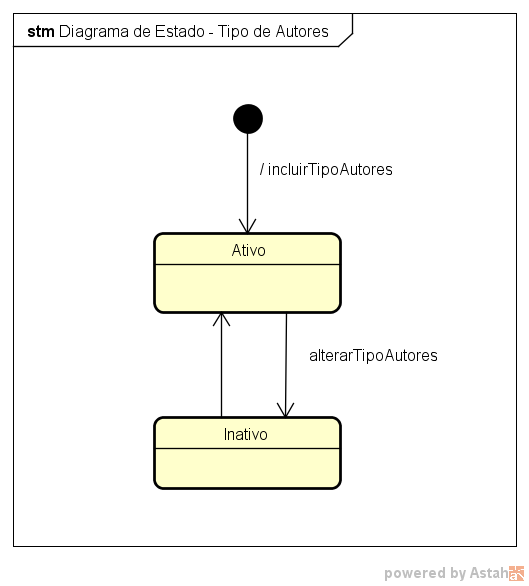 stm Diagrama de Estado - Tipo de Autores
/ incluirTipoAutores
Ativo
alterarTipoAutores
Inativo
powered by Astah